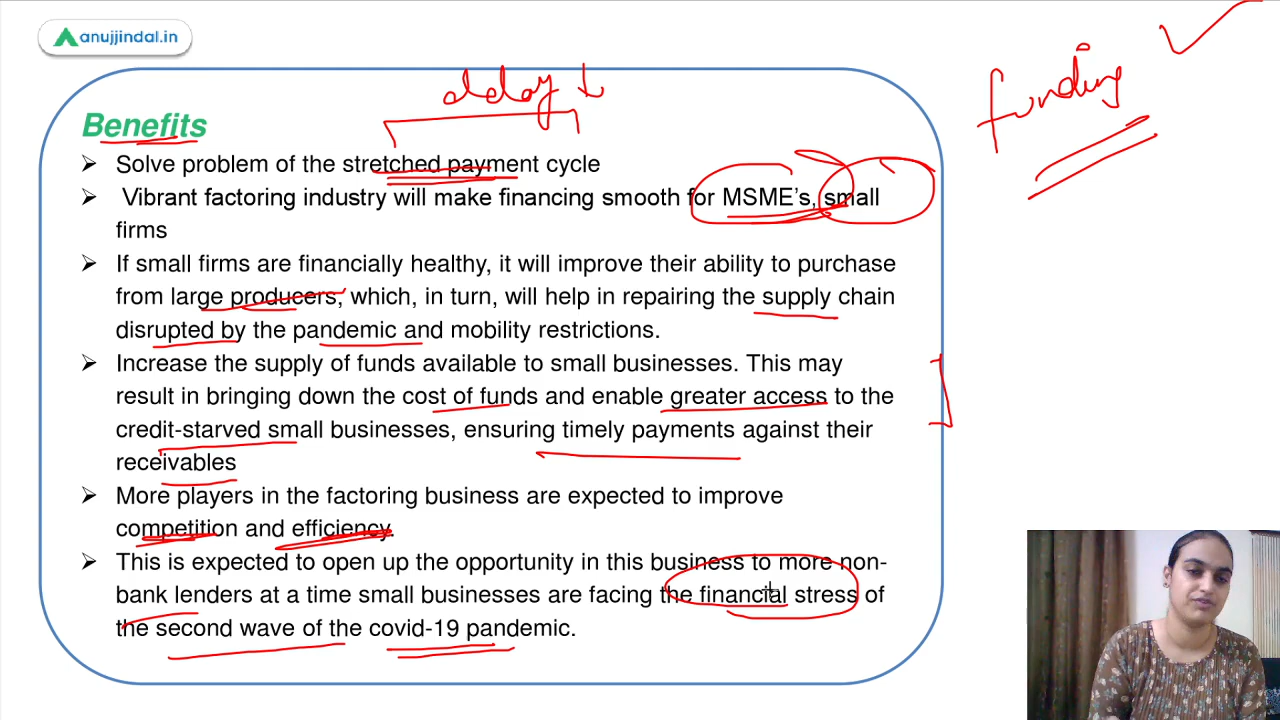 anujjindal.in
funding
delay ↓
Benefits
➢ Solve problem of the stretched payment cycle
➢ Vibrant factoring industry will make financing smooth for MSME's, small
firms
➢ If small firms are financially healthy, it will improve their ability to purchase
from large producers, which, in turn, will help in repairing the supply chain
disrupted by the pandemic and mobility restrictions.
➢ Increase the supply of funds available to small businesses. This may
result in bringing down the cost of funds and enable greater access to the
credit-starved small businesses, ensuring timely payments against their
receivables
➢ More players in the factoring business are expected to improve
competition and efficiency.
➢ This is expected to open up the opportunity in this business to more non-
bank lenders at a time small businesses are facing the financial stress of
the second wave of the covid-19 pandemic.